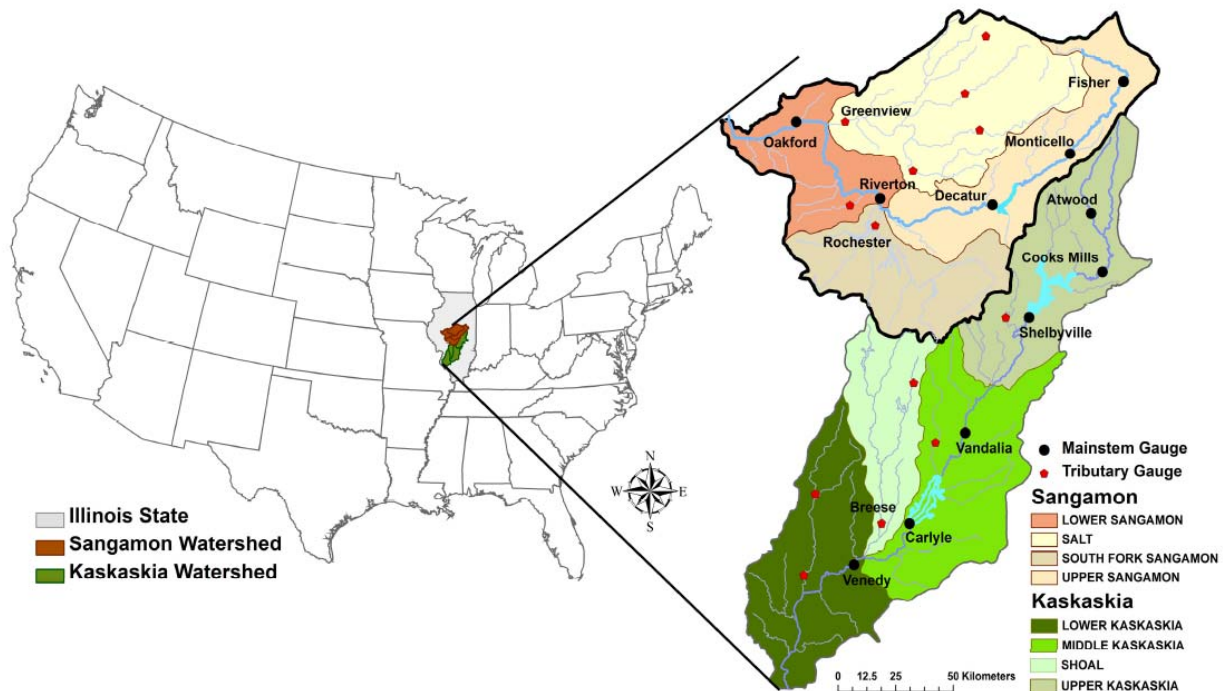 Fisher
Greenview
Oakford
Monticello
Riverton
Decatur
Atwood
Rochester
Cooks Mills
Shelbyville
Vandalia
Breese
Carlyle
Venedy
N
W
E
S
Illinois State
Sangamon Watershed
Kaskaskia Watershed
Mainstem Gauge
Tributary Gauge
Sangamon
LOWER SANGAMON
SALT
SOUTH FORK SANGAMON
UPPER SANGAMON
Kaskaskia
LOWER KASKASKIA
MIDDLE KASKASKIA
SHOAL
UPPER KASKASKIA
0 12.5 25 50 Kilometers